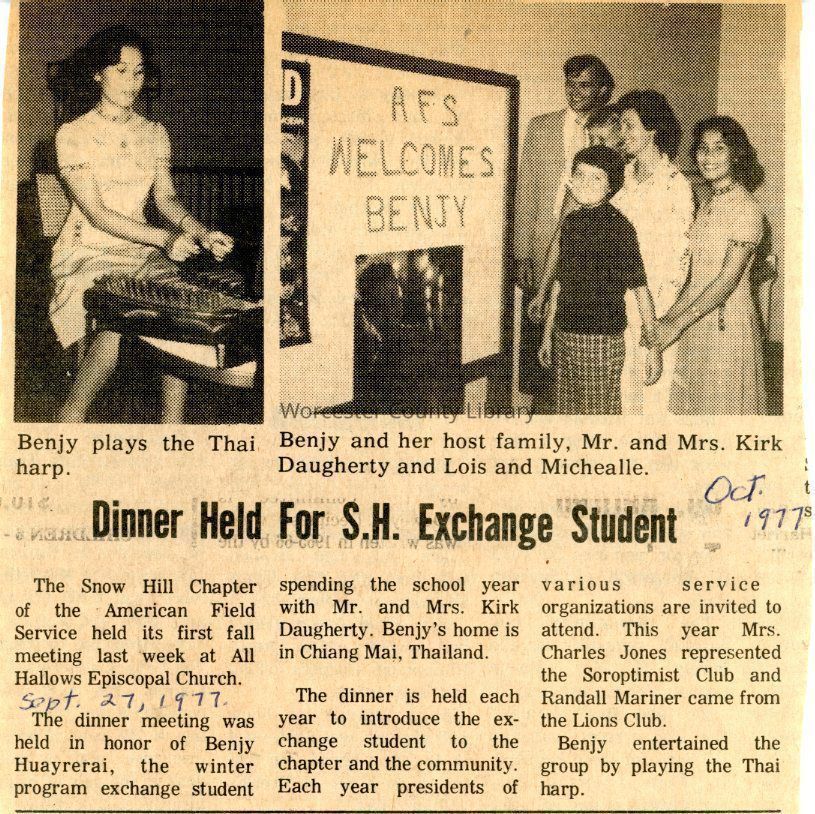 D
AFS
WELCOMES
BENJY
Worcester County Library
Benjy plays the Thai
harp.
Benjy and her host family, Mr. and Mrs. Kirk
Daugherty and Lois and Michealle.
Oct.
1977
Dinner Held For S.H. Exchange Student
The Snow Hill Chapter
of the American Field
Service held its first fall
meeting last week at All
Hallows Episcopal Church.
Sept. 27, 1977.
The dinner meeting was
held in honor of Benjy
Huayrerai, the winter
program exchange student
spending the school year
with Mr. and Mrs. Kirk
Daugherty. Benjy's home is
in Chiang Mai, Thailand.
The dinner is held each
year to introduce the ex-
change student to the
chapter and the community.
Each year presidents of
various service
organizations are invited to
attend. This year Mrs.
Charles Jones represented
the Soroptimist Club and
Randall Mariner came from
the Lions Club.
Benjy entertained the
group by playing the Thai
harp.